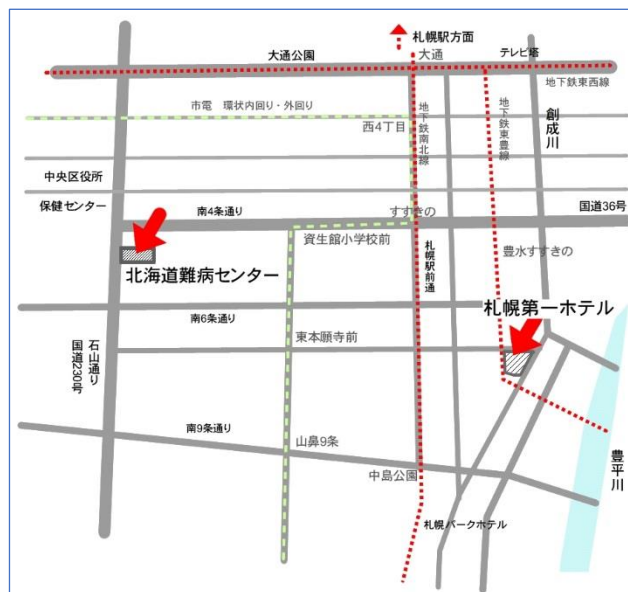 札幌駅方面
大通公園
大通
テレビ塔
地下鉄東西線
市電 環状内回り・外回り
西4丁目
地下鉄南北線
地下鉄東豊線
創成川
中央区役所
保健センター
南4条通り
すすきの
国道36号
資生館小学校前
豊水すすきの
北海道難病センター
札幌駅前通
札幌第一ホテル
南6条通り
東本願寺前
石山通り
国道230号
南9条通り
山鼻9条
中島公園
豊平川
札幌パークホテル